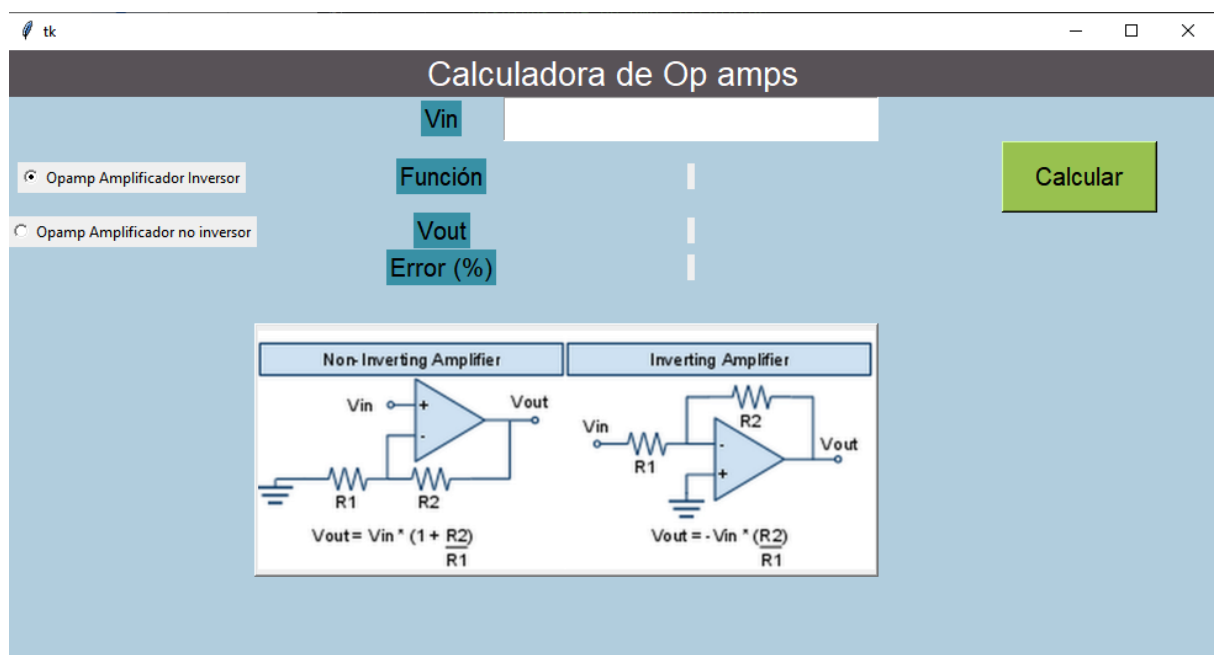 tk
Calculadora de Op amps
Vin
Opamp Amplificador Inversor
Función
Calcular
Opamp Amplificador no inversor
Vout
Error (%)
Non-Inverting Amplifier
Inverting Amplifier
Vin
+
-
Vout
R1
R2
Vout = Vin * (1 + R2)
R1
Vin
R1
R2
-
+
Vout
Vout = - Vin * (R2)
R1